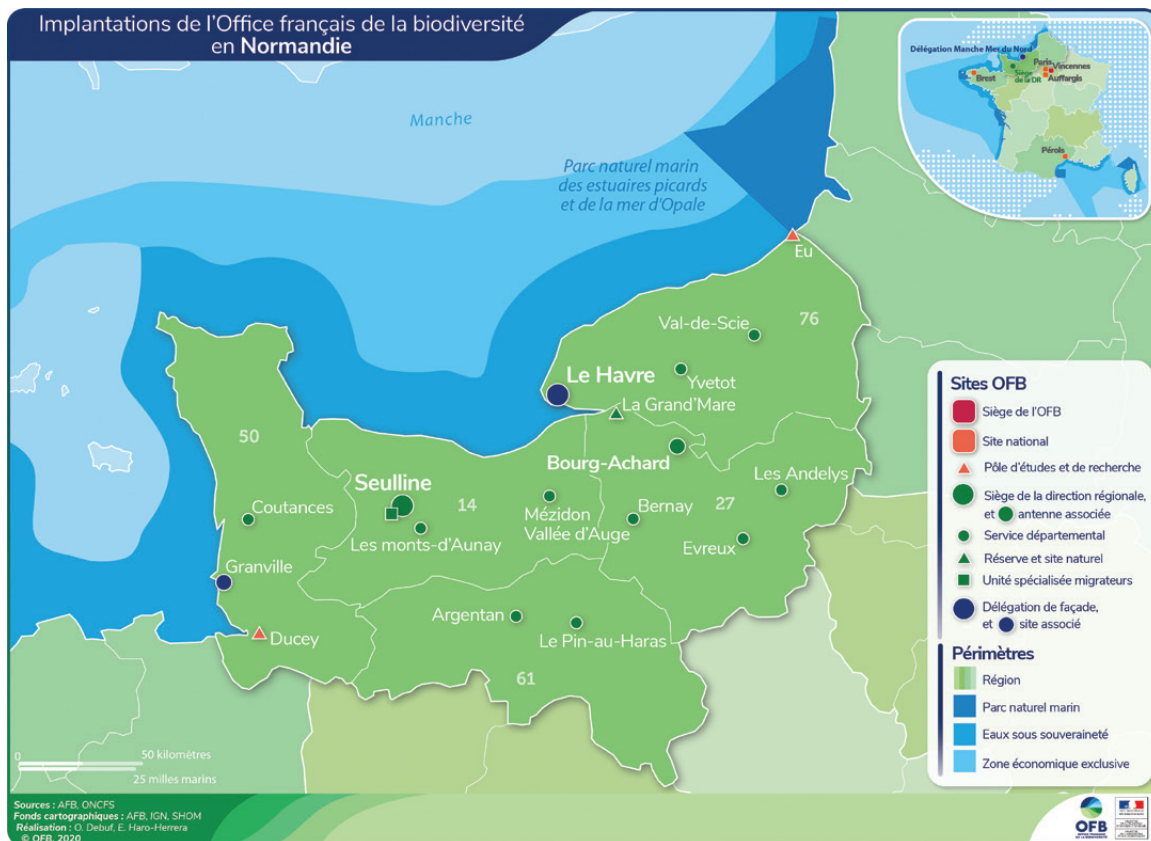 Implantations de l'Office français de la biodiversité
en Normandie
Délégation Manche Mer du Nord
Paris
Vincennes
Siège
de la DR
Auffargis
Brest
Pérols
Manche
Parc naturel marin
des estuaires picards
et de la mer d'Opale
Eu
Val-de-Scie
76
Yvetot
Le Havre
La Grand'Mare
50
Bourg-Achard
Les Andelys
Seulline
14
Coutances
Mézidon
Vallée d'Auge
Bernay
27
Les monts-d'Aunay
Evreux
Granville
Argentan
Le Pin-au-Haras
Ducey
61
Sites OFB
Siège de l'OFB
Site national
Pôle d'études et de recherche
Siège de la direction régionale,
et antenne associée
Service départemental
Réserve et site naturel
Unité spécialisée migrateurs
Délégation de façade,
et site associé
Périmètres
Région
Parc naturel marin
Eaux sous souveraineté
Zone économique exclusive
0 50 kilomètres
25 milles marins
Sources : AFB, ONCFS
Fonds cartographiques : AFB, IGN, SHOM
Réalisation : O. Debuf, E. Haro-Herrera
© OFB, 2020
OFB